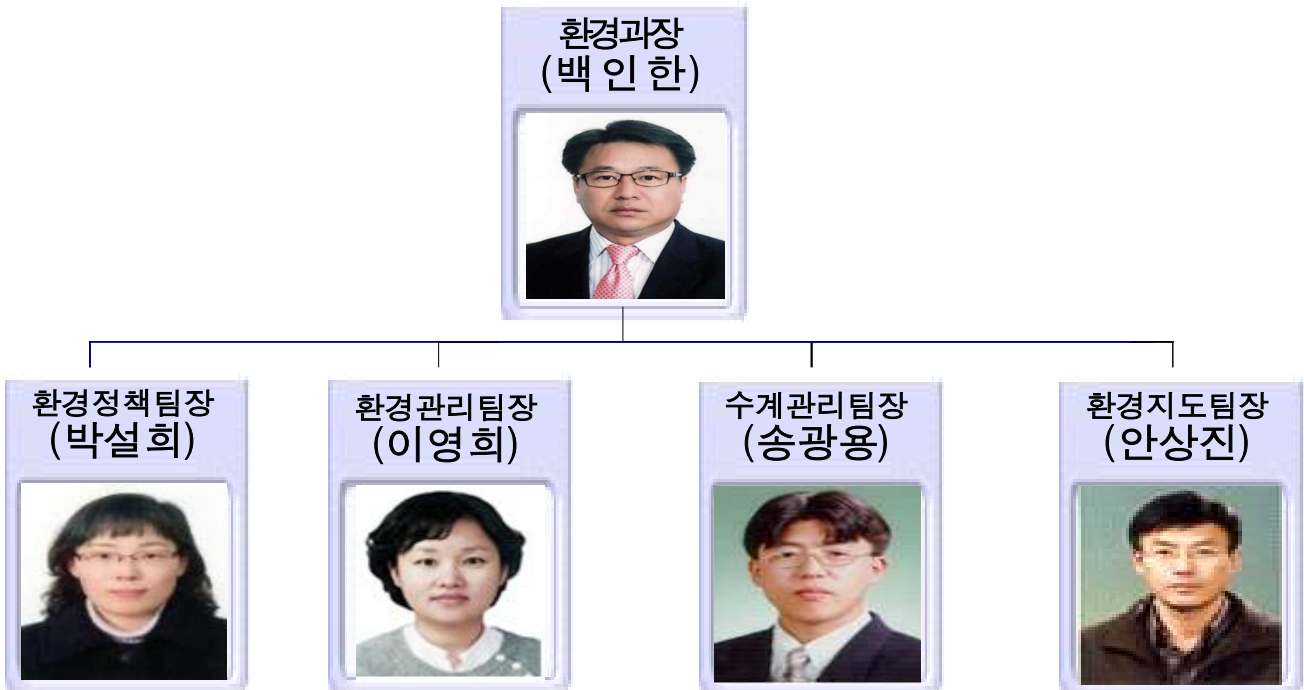 환경과장
(백 인 한)
환경정책팀장
(박설희)
환경관리팀장
(이영희)
수계관리팀장
(송광용)
환경지도팀장
(안상진)